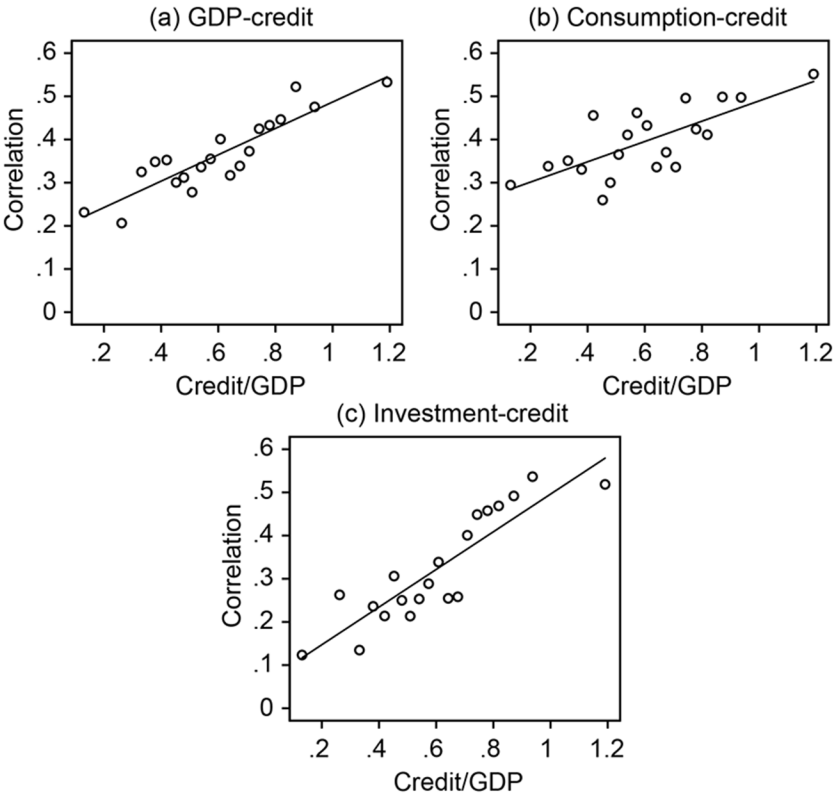 (a) GDP-credit
.6
.5
.4
.3
.2
.1
0
Correlation
.2 .4 .6 .8 1 1.2
Credit/GDP
(b) Consumption-credit
.6
.5
.4
.3
.2
.1
0
Correlation
.2 .4 .6 .8 1 1.2
Credit/GDP
(c) Investment-credit
.6
.5
.4
.3
.2
.1
0
Correlation
.2 .4 .6 .8 1 1.2
Credit/GDP